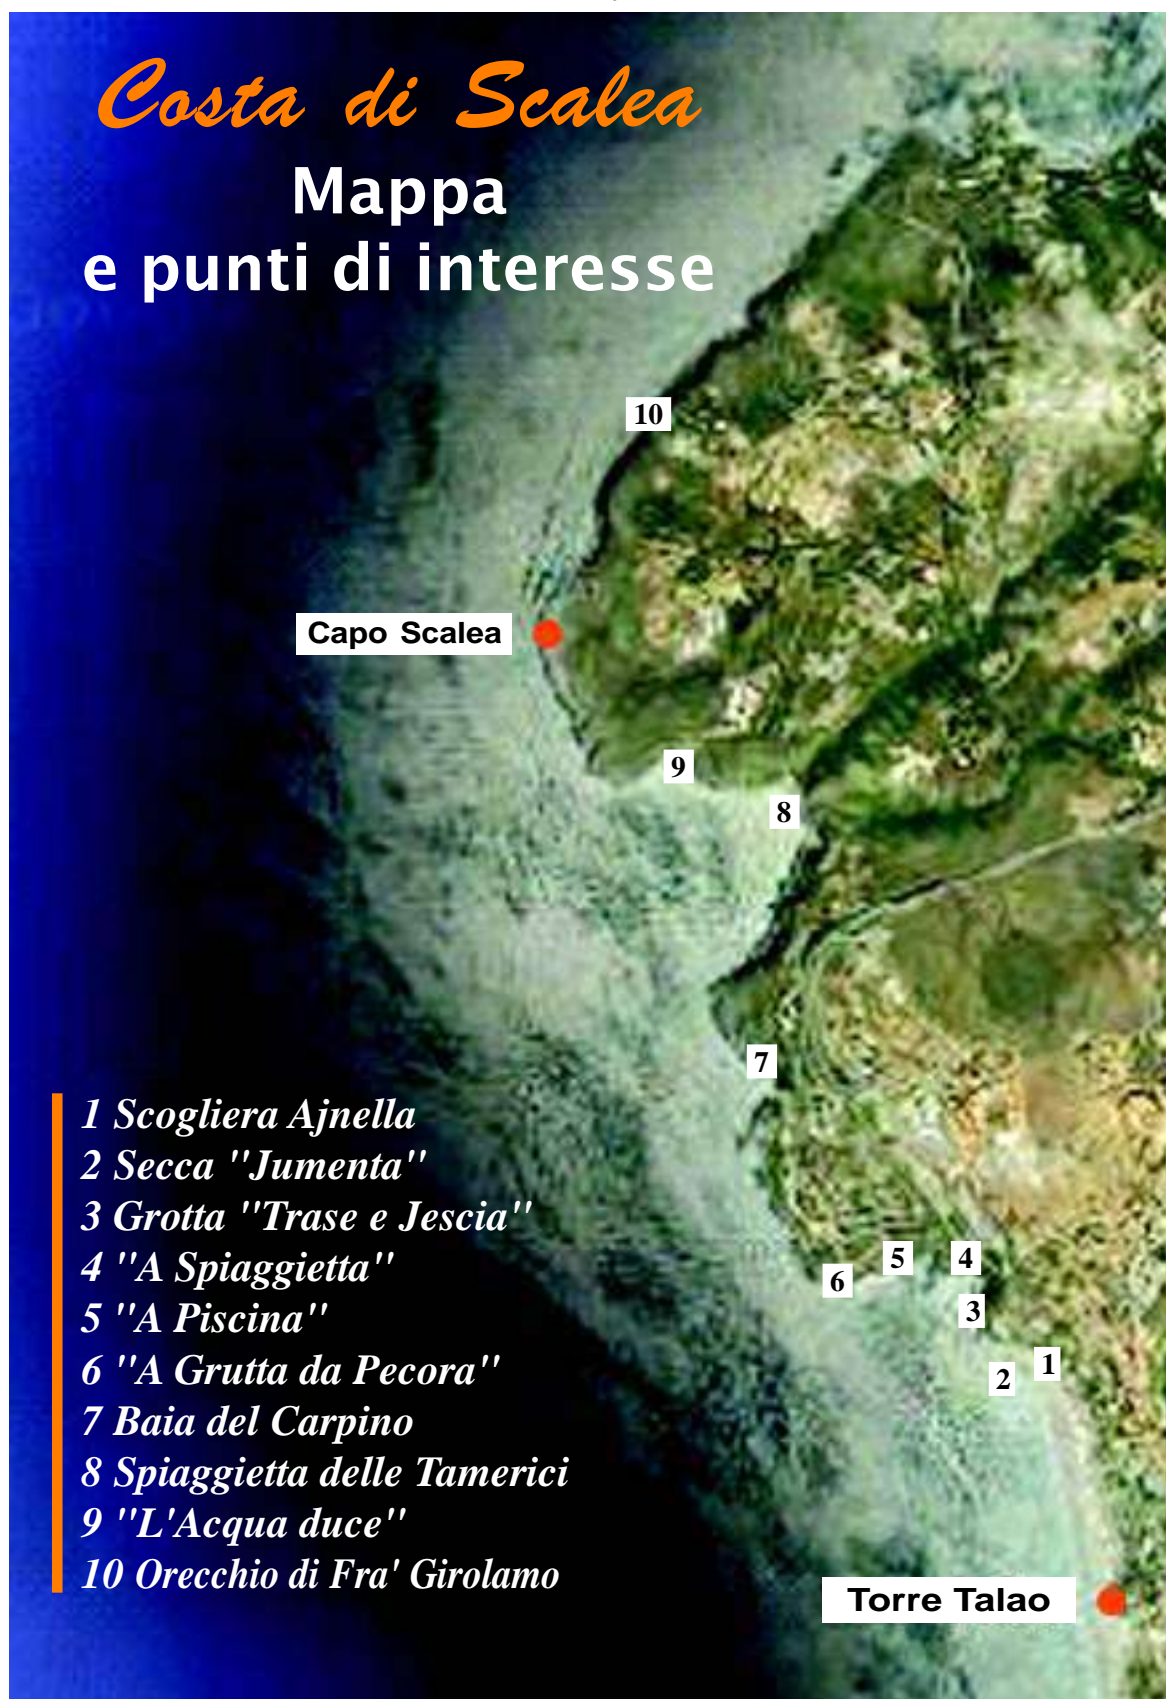 Costa di Scalea
Mappa
e punti di interesse
10
Capo Scalea
9
8
7
1 Scogliera Ajnella
2 Secca "Jumenta"
3 Grotta "Trase e Jescia"
4 "A Spiaggietta"
5 "A Piscina"
6 "A Grutta da Pecora"
7 Baia del Carpino
8 Spiaggietta delle Tamerici
9 "L'Acqua duce"
10 Orecchio di Fra' Girolamo
5
4
6
3
1
2
Torre Talao